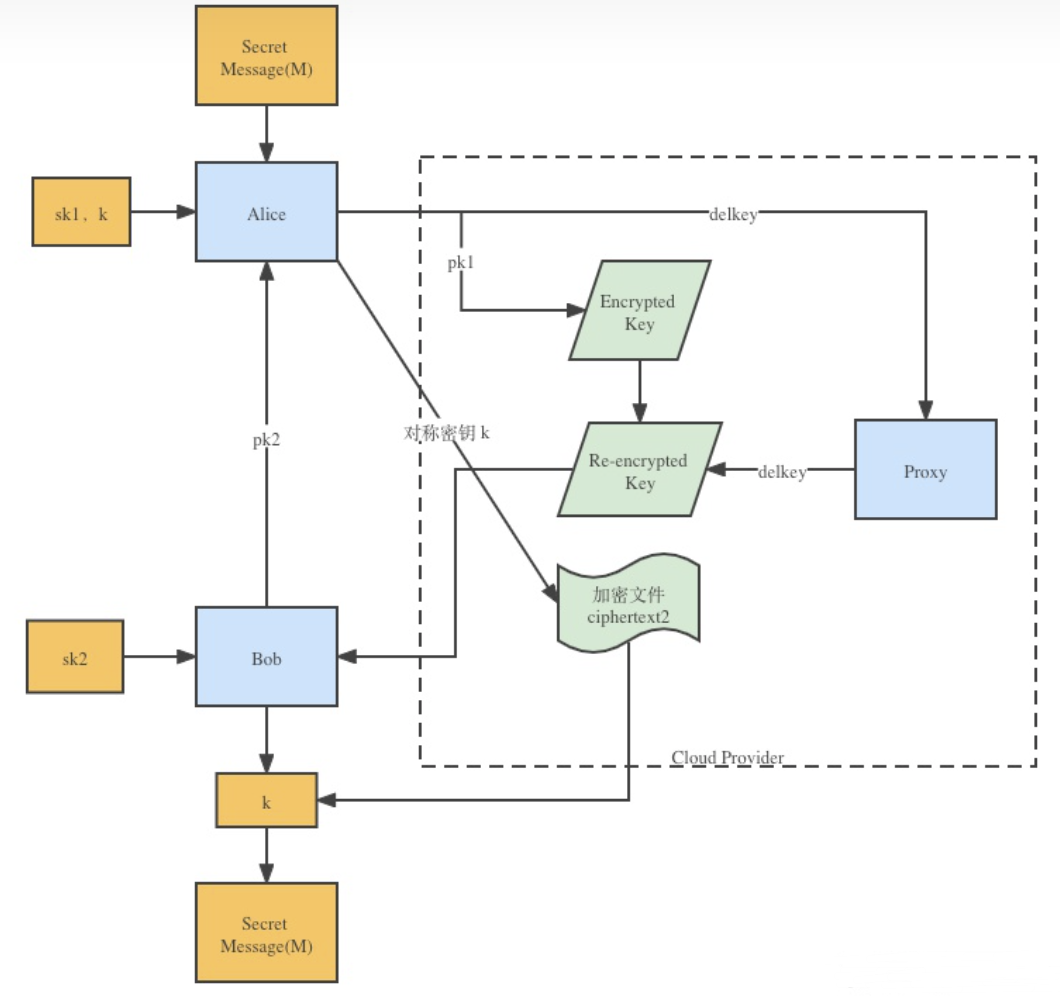 Secret
Message(M)
sk1，k
Alice
delkey
pk1
Encrypted
Key
对称密钥 k
pk2
Re-encrypted
Key
delkey
Proxy
加密文件
ciphertext2
sk2
Bob
Cloud Provider
k
Secret
Message(M)